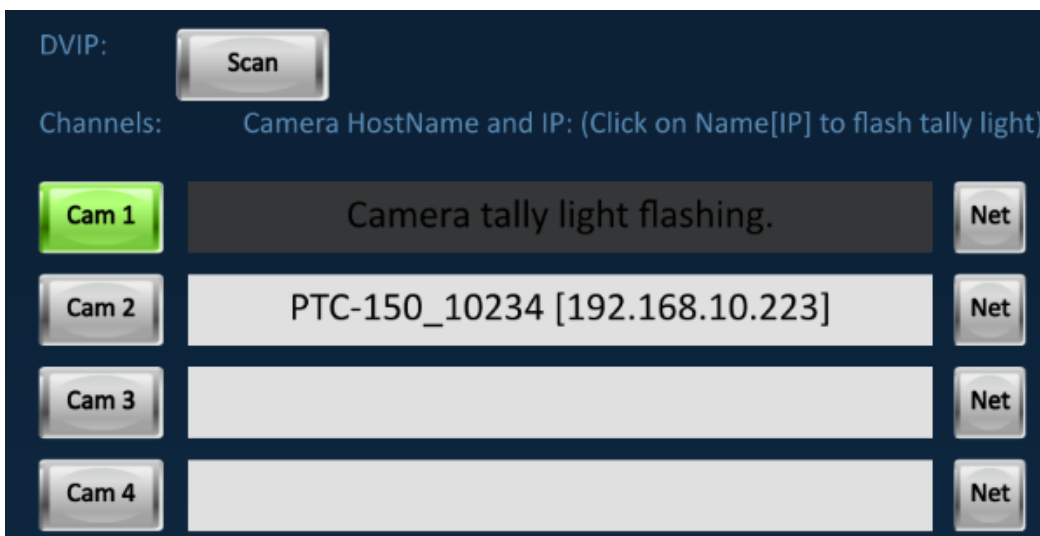 DVIP:
Scan
Channels: Camera HostName and IP: (Click on Name[IP] to flash tally light)
Cam 1 Camera tally light flashing. Net
Cam 2 PTC-150_10234 [192.168.10.223] Net
Cam 3 Net
Cam 4 Net